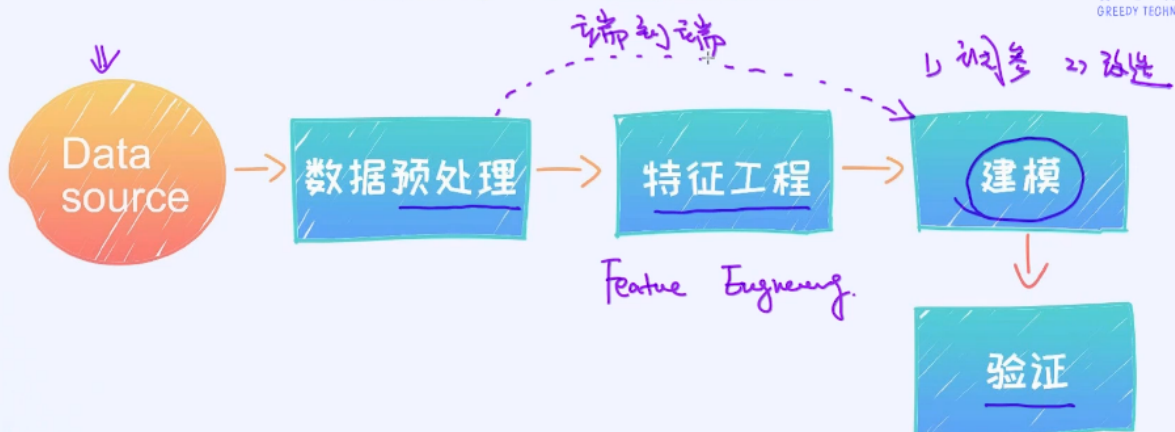 GREEDY TECHN
端到端
1) 调参 2) 改造
Data
source
数据预处理
特征工程
建模
Feature Engineering.
验证